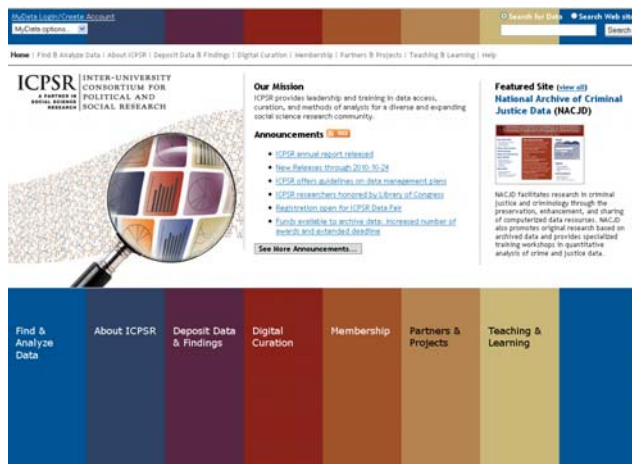 MyData Login/Create Account
MyData options...
Search for Data Search Web site
Search
Home | Find & Analyze Data | About ICPSR | Deposit Data & Findings | Digital Curation | Membership | Partners & Projects | Teaching & Learning | Help
ICPSR
A PARTNER IN
SOCIAL SCIENCE
RESEARCH
INTER-UNIVERSITY
CONSORTIUM FOR
POLITICAL AND
SOCIAL RESEARCH
Our Mission
ICPSR provides leadership and training in data access,
curation, and methods of analysis for a diverse and expanding
social science research community.
Announcements RSS
ICPSR annual report released
New Releases through 2010-10-24
ICPSR offers guidelines on data management plans
ICPSR researchers honored by Library of Congress
Registration open for ICPSR Data Fair
Funds available to archive data: increased number of
awards and extended deadline
See More Announcements...
Featured Site (view all)
National Archive of Criminal
Justice Data (NACJD)
NACJD facilitates research in criminal
justice and criminology through the
preservation, enhancement, and sharing
of computerized data resources. NACJD
also promotes original research based on
archived data and provides specialized
training workshops in quantitative
analysis of crime and justice data.
Find &
Analyze
Data
About ICPSR
Deposit Data
& Findings
Digital
Curation
Membership
Partners &
Projects
Teaching &
Learning